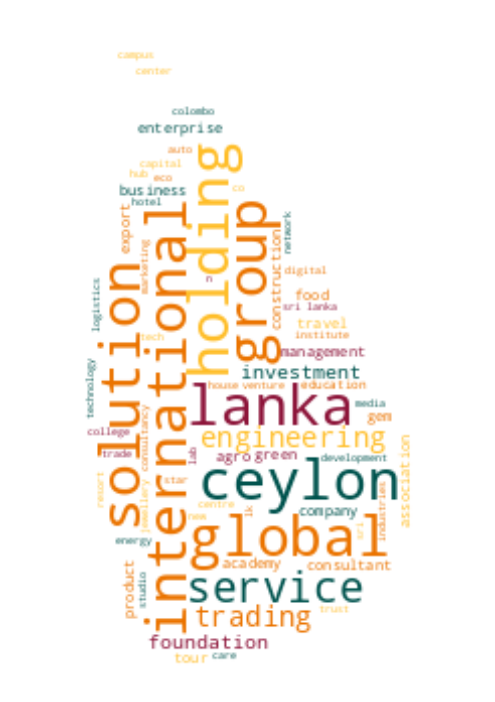 campus
center
colombo
enterprise
auto
capital
hub
eco
business
co
hotel
holding
international
group
export
network
construction
marketing
solution
digital
n
logistics
food
sri lanka
travel
institute
tech
management
investment
technology
house
venture
education
lanka
media
gem
consultancy
college
engineering
association
trade
lab
agro
green
development
ceylon
star
resort
jewellery
industries
centre
lk
company
new
sri
global
energy
academy
consultant
service
product
studio
trading
trust
foundation
tour
care